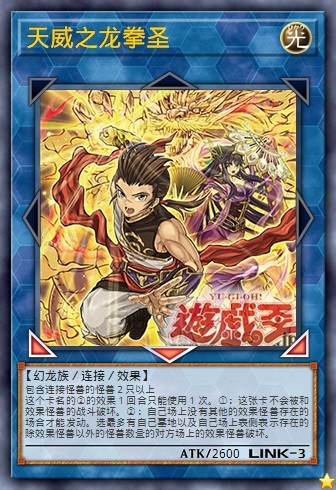 天威之龙拳圣
光
YU-GI-OH!
遊戯王
【幻龙族／连接／效果】
包含连接怪兽的怪兽２只以上
这个卡名的②的效果１回合只能使用１次。①：这张卡不会被和
效果怪兽的战斗破坏。②：自己场上没有其他的效果怪兽存在的
场合才能发动。选最多有自己墓地以及自己场上表侧表示存在的
除效果怪兽以外的怪兽数量的对方场上的效果怪兽破坏。
ATK/2600 LINK-3